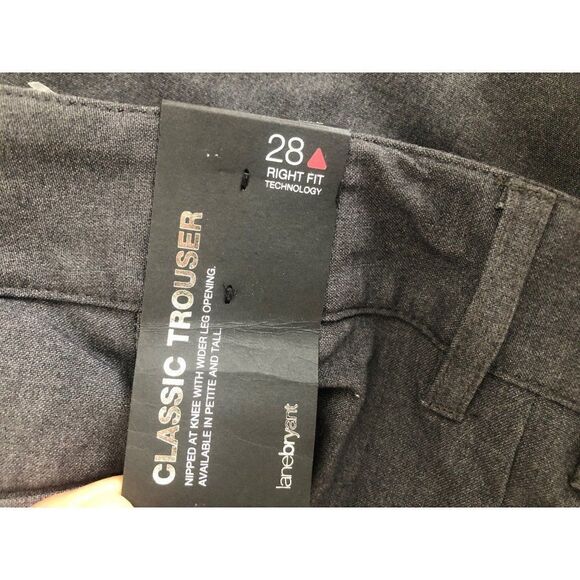 28
RIGHT FIT
TECHNOLOGY
CLASSIC TROUSER
NIPPED AT KNEE WITH WIDER LEG OPENING.
AVAILABLE IN PETITE AND TALL.
lanebryant